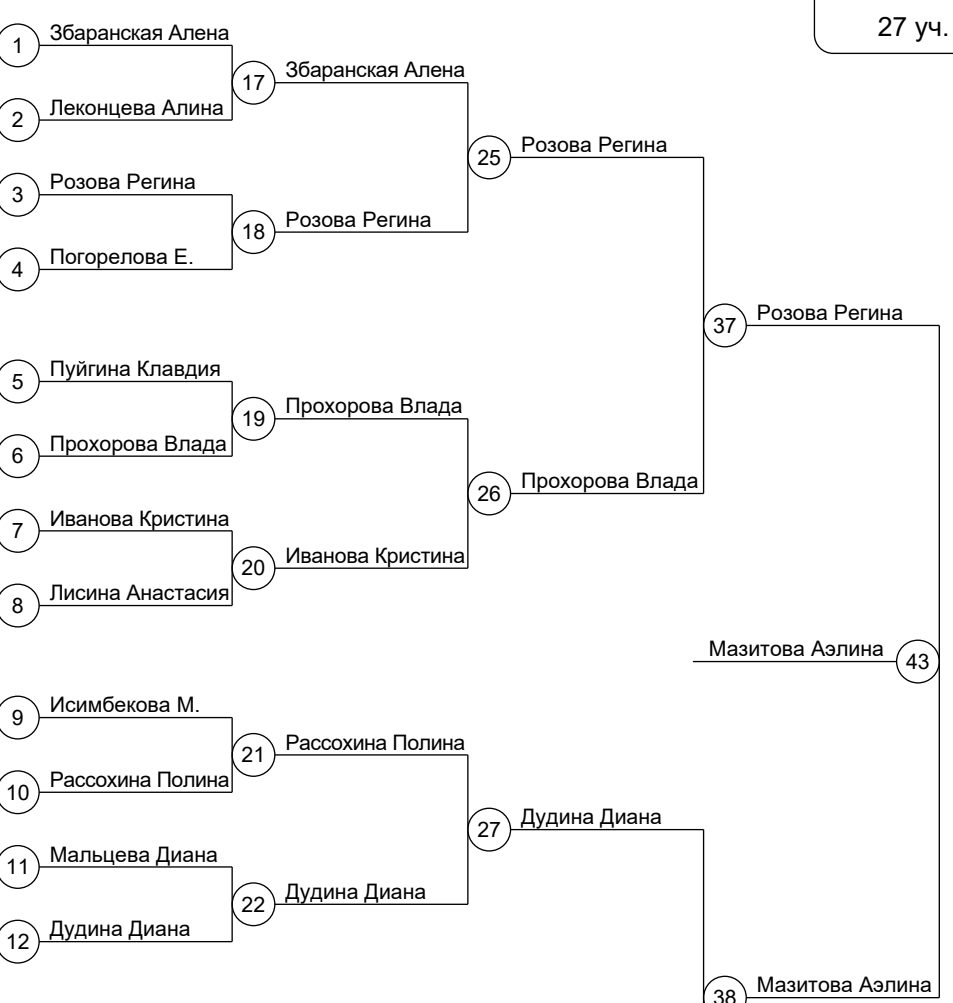 27 уч.
1 Збаранская Алена
17 Збаранская Алена
2 Леконцева Алина
25 Розова Регина
3 Розова Регина
18 Розова Регина
4 Погорелова Е.
37 Розова Регина
5 Пуйгина Клавдия
19 Прохорова Влада
6 Прохорова Влада
26 Прохорова Влада
7 Иванова Кристина
20 Иванова Кристина
8 Лисина Анастасия
Мазитова Аэлина 43
9 Исимбекова М.
21 Рассохина Полина
10 Рассохина Полина
27 Дудина Диана
11 Мальцева Диана
22 Дудина Диана
12 Дудина Диана
38 Мазитова Аэлина